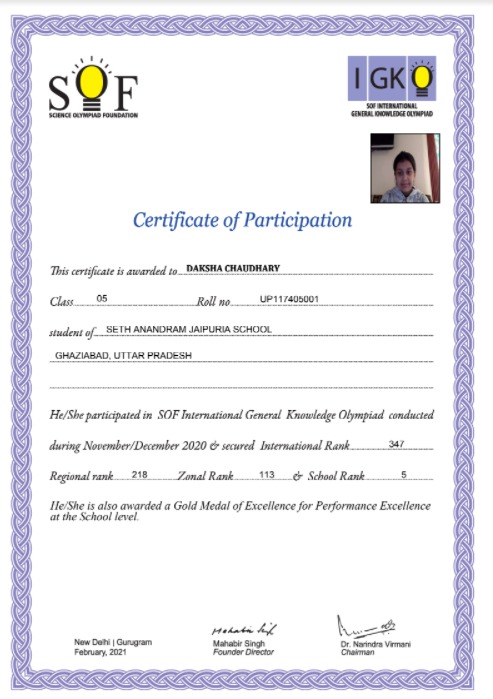 SOF
SCIENCE OLYMPIAD FOUNDATION
IGKO
SOF INTERNATIONAL
GENERAL KNOWLEDGE OLYMPIAD
Certificate of Participation
This certificate is awarded to DAKSHA CHAUDHARY
Class 05 Roll no UP117405001
student of SETH ANANDRAM JAIPURIA SCHOOL
GHAZIABAD, UTTAR PRADESH
He/She participated in SOF International General Knowledge Olympiad conducted
during November/December 2020 & secured International Rank 347
Regional rank 218 Zonal Rank 113 & School Rank 5
He/She is also awarded a Gold Medal of Excellence for Performance Excellence
at the School level.
New Delhi | Gurugram
February, 2021
Mahabir Singh
Founder Director
Dr. Narindra Virmani
Chairman